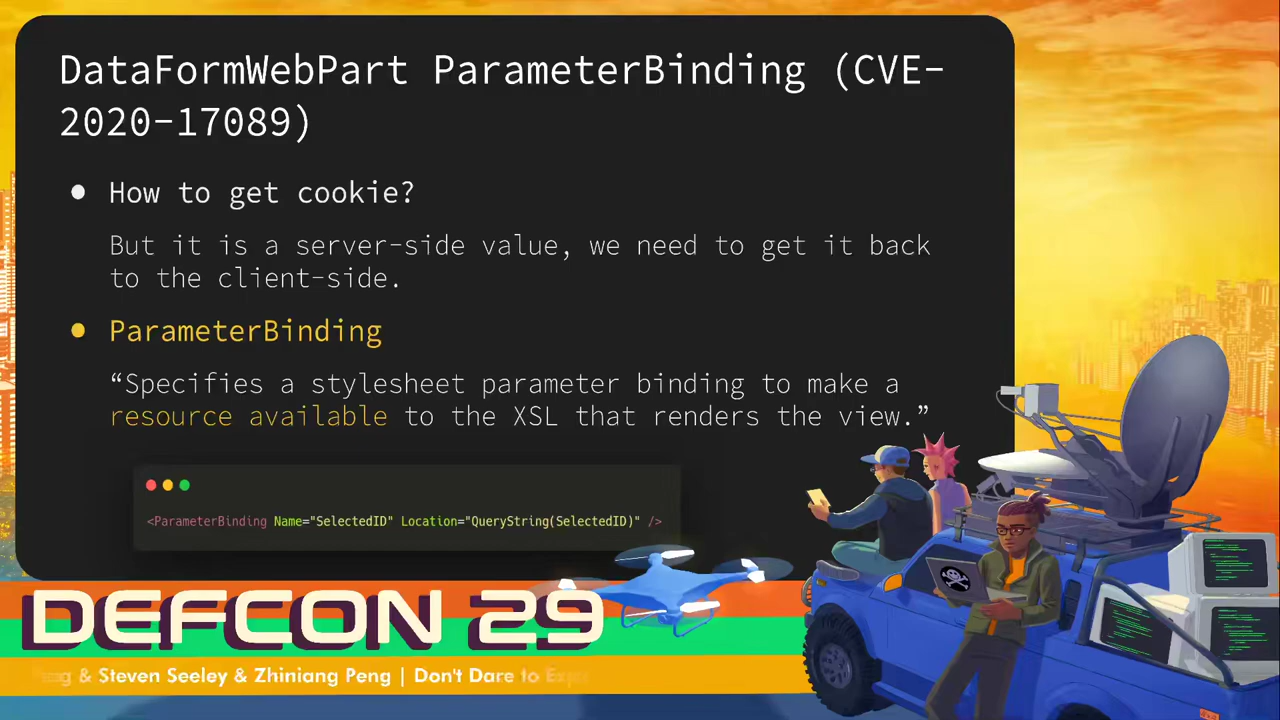 DataFormWebPart ParameterBinding (CVE-
2020-17089)
● How to get cookie?
But it is a server-side value, we need to get it back
to the client-side.
● ParameterBinding
“Specifies a stylesheet parameter binding to make a
resource available to the XSL that renders the view.”
<ParameterBinding Name="SelectedID" Location="QueryString(SelectedID)" />
DEFCON 29
& Steven Seeley & Zhiniang Peng | Don't Dare to